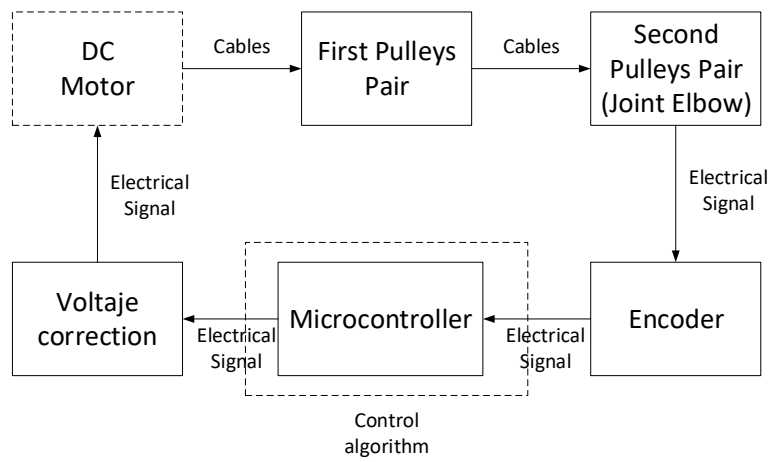 DC
Motor
Cables
First Pulleys
Pair
Cables
Second
Pulleys Pair
(Joint Elbow)
Electrical
Signal
Electrical
Signal
Voltaje
correction
Electrical
Signal
Microcontroller
Electrical
Signal
Encoder
Control
algorithm